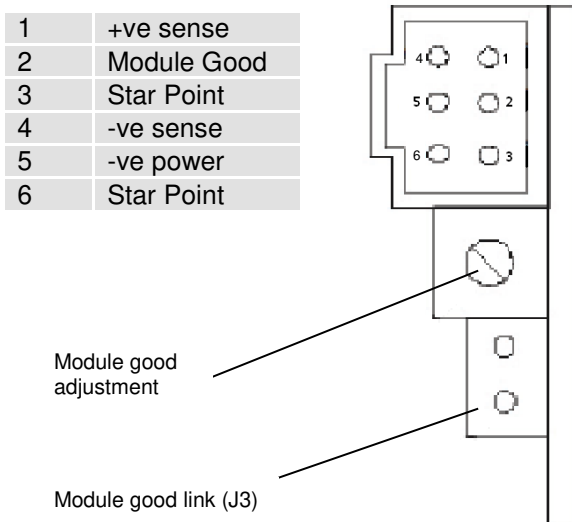 1 +ve sense
2 Module Good
3 Star Point
4 -ve sense
5 -ve power
6 Star Point
4 1
5 2
6 3
Module good
adjustment
Module good link (J3)